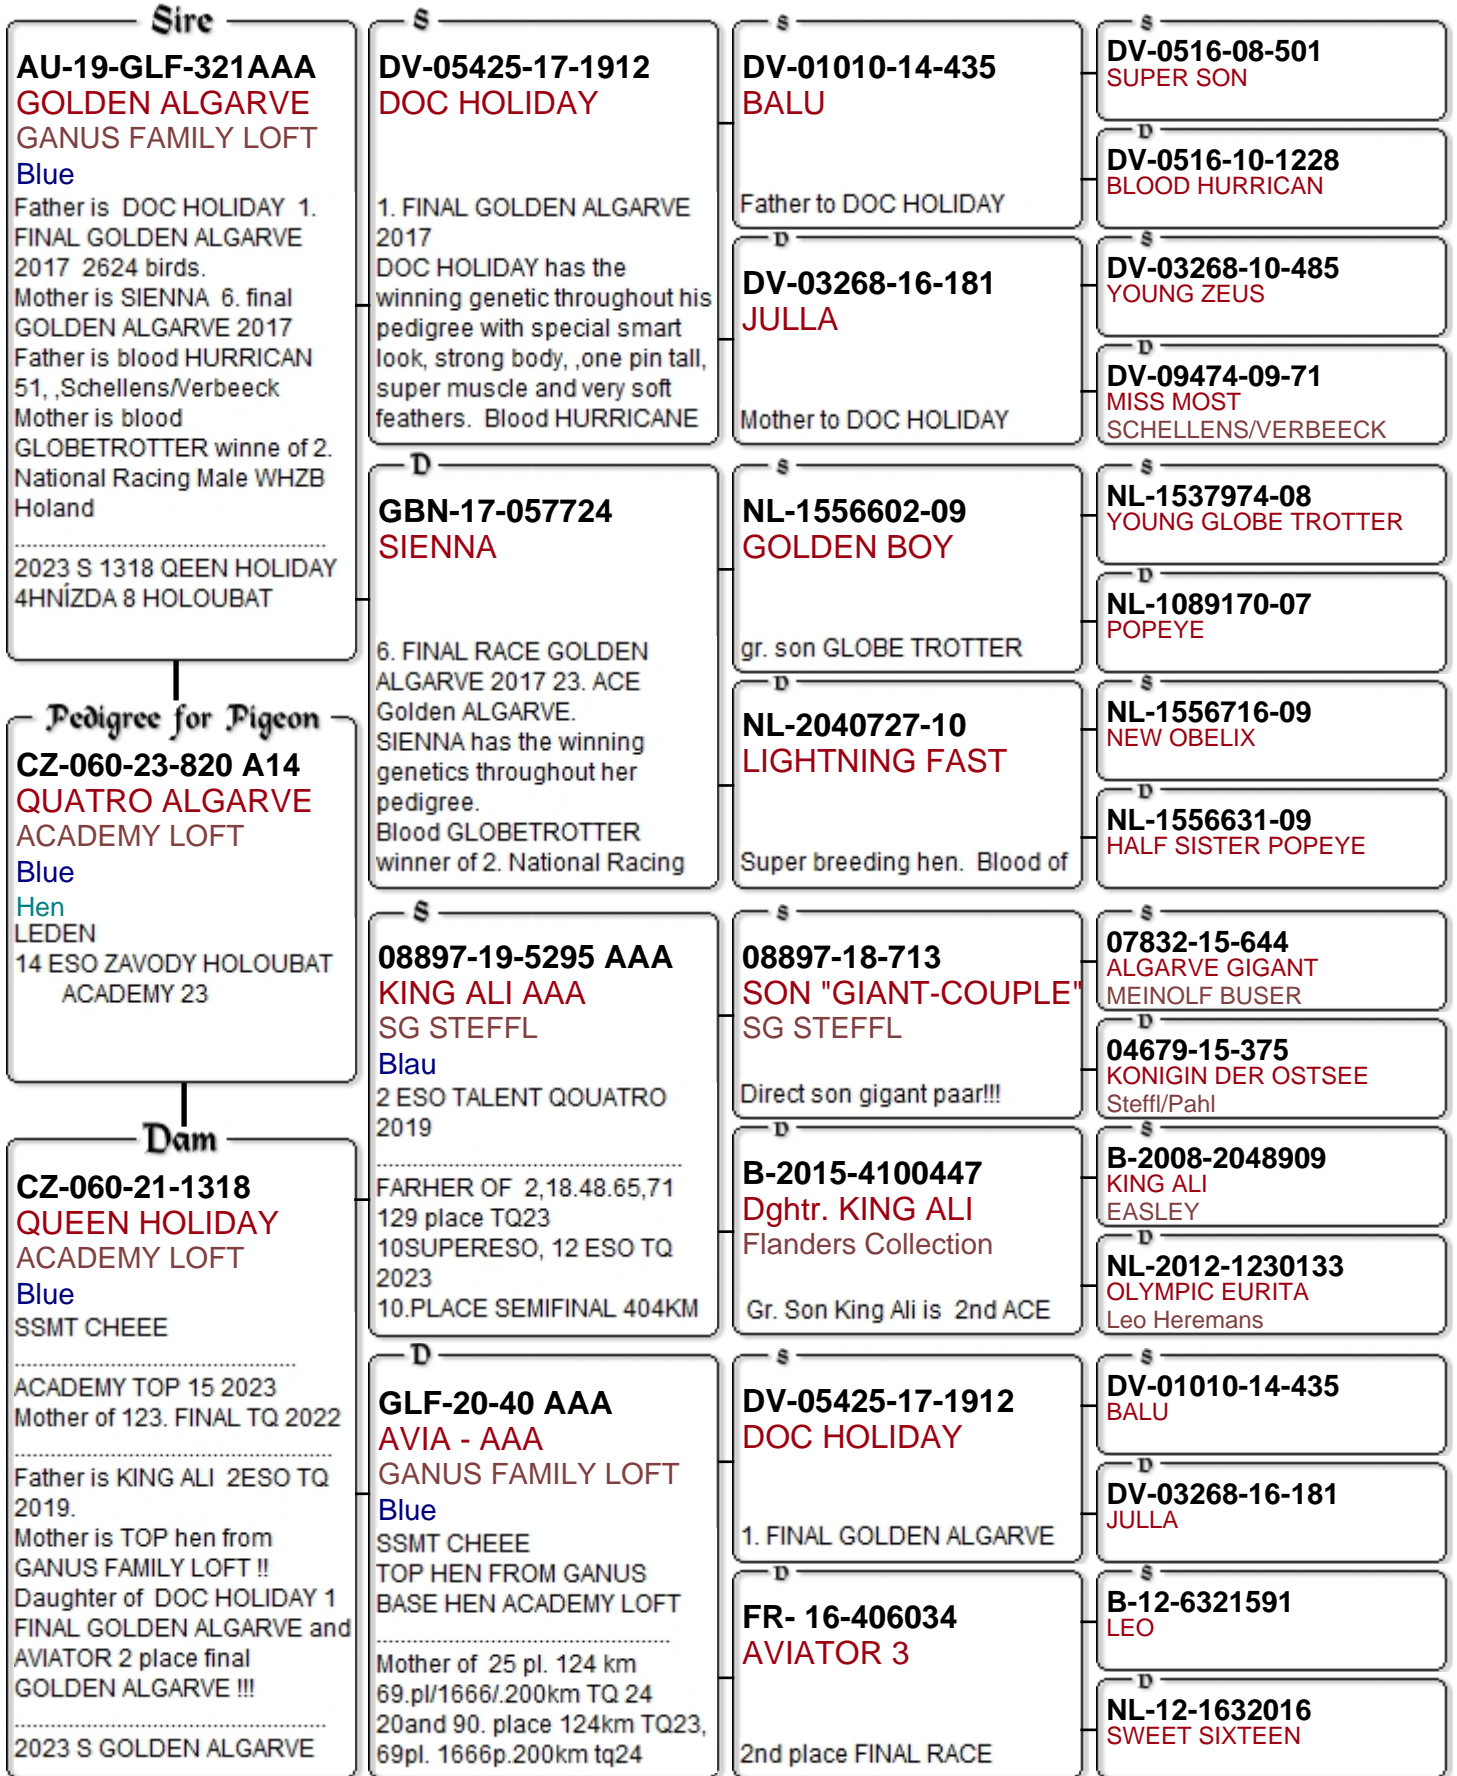 Sire
AU-19-GLF-321AAA
GOLDEN ALGARVE
GANUS FAMILY LOFT
Blue
Father is  DOC HOLIDAY  1.
FINAL GOLDEN ALGARVE
2017  2624 birds.
Mother is SIENNA  6. final
GOLDEN ALGARVE 2017
Father is blood HURRICAN
51, ,Schellens/Verbeeck
Mother is blood
GLOBETROTTER winne of 2.
National Racing Male WHZB
Holand
....................................................
2023 S 1318 QEEN HOLIDAY
4HNÍZDA 8 HOLOUBAT
Pedigree for Pigeon
CZ-060-23-820 A14
QUATRO ALGARVE
ACADEMY LOFT
Blue
Hen
LEDEN
14 ESO ZAVODY HOLOUBAT
ACADEMY 23
Dam
CZ-060-21-1318
QUEEN HOLIDAY
ACADEMY LOFT
Blue
SSMT CHEEE
...............................................
ACADEMY TOP 15 2023
Mother of 123. FINAL TQ 2022
.....................................................
Father is KING ALI  2ESO TQ
2019.
Mother is TOP hen from
GANUS FAMILY LOFT !!
Daughter of  DOC HOLIDAY 1
FINAL GOLDEN ALGARVE and
AVIATOR 2 place final
GOLDEN ALGARVE !!!
....................................................
2023 S GOLDEN ALGARVE
S
DV-05425-17-1912
DOC HOLIDAY
1. FINAL GOLDEN ALGARVE
2017
DOC HOLIDAY has the
winning genetic throughout his
pedigree with special smart
look, strong body, ,one pin tall,
super muscle and very soft
feathers.  Blood HURRICANE
D
GBN-17-057724
SIENNA
6. FINAL RACE GOLDEN
ALGARVE 2017 23. ACE
Golden ALGARVE.
SIENNA has the winning
genetics throughout her
pedigree.
Blood GLOBETROTTER
winner of 2. National Racing
S
08897-19-5295 AAA
KING ALI AAA
SG STEFFL
Blau
2 ESO TALENT QOUATRO
2019
...................................................
FARHER OF  2,18.48.65,71
129 place TQ23
10SUPERESO, 12 ESO TQ
2023
10.PLACE SEMIFINAL 404KM
D
GLF-20-40 AAA
AVIA - AAA
GANUS FAMILY LOFT
Blue
SSMT CHEEE
TOP HEN FROM GANUS
BASE HEN ACADEMY LOFT
.................................................
Mother of  25 pl. 124 km
69.pl/1666/.200km TQ 24
20and 90. place 124km TQ23,
69pl. 1666p.200km tq24
S
DV-01010-14-435
BALU
Father to DOC HOLIDAY
D
DV-03268-16-181
JULLA
Mother to DOC HOLIDAY
S
NL-1556602-09
GOLDEN BOY
gr. son GLOBE TROTTER
D
NL-2040727-10
LIGHTNING FAST
Super breeding hen.  Blood of
S
08897-18-713
SON "GIANT-COUPLE"
SG STEFFL
Direct son gigant paar!!!
D
B-2015-4100447
Dghtr. KING ALI
Flanders Collection
Gr. Son King Ali is  2nd ACE
S
DV-05425-17-1912
DOC HOLIDAY
1. FINAL GOLDEN ALGARVE
D
FR- 16-406034
AVIATOR 3
2nd place FINAL RACE
S
DV-0516-08-501
SUPER SON
D
DV-0516-10-1228
BLOOD HURRICAN
S
DV-03268-10-485
YOUNG ZEUS
D
DV-09474-09-71
MISS MOST
SCHELLENS/VERBEECK
S
NL-1537974-08
YOUNG GLOBE TROTTER
D
NL-1089170-07
POPEYE
S
NL-1556716-09
NEW OBELIX
D
NL-1556631-09
HALF SISTER POPEYE
S
07832-15-644
ALGARVE GIGANT
MEINOLF BUSER
D
04679-15-375
KONIGIN DER OSTSEE
Steffl/Pahl
S
B-2008-2048909
KING ALI
EASLEY
D
NL-2012-1230133
OLYMPIC EURITA
Leo Heremans
S
DV-01010-14-435
BALU
D
DV-03268-16-181
JULLA
S
B-12-6321591
LEO
D
NL-12-1632016
SWEET SIXTEEN